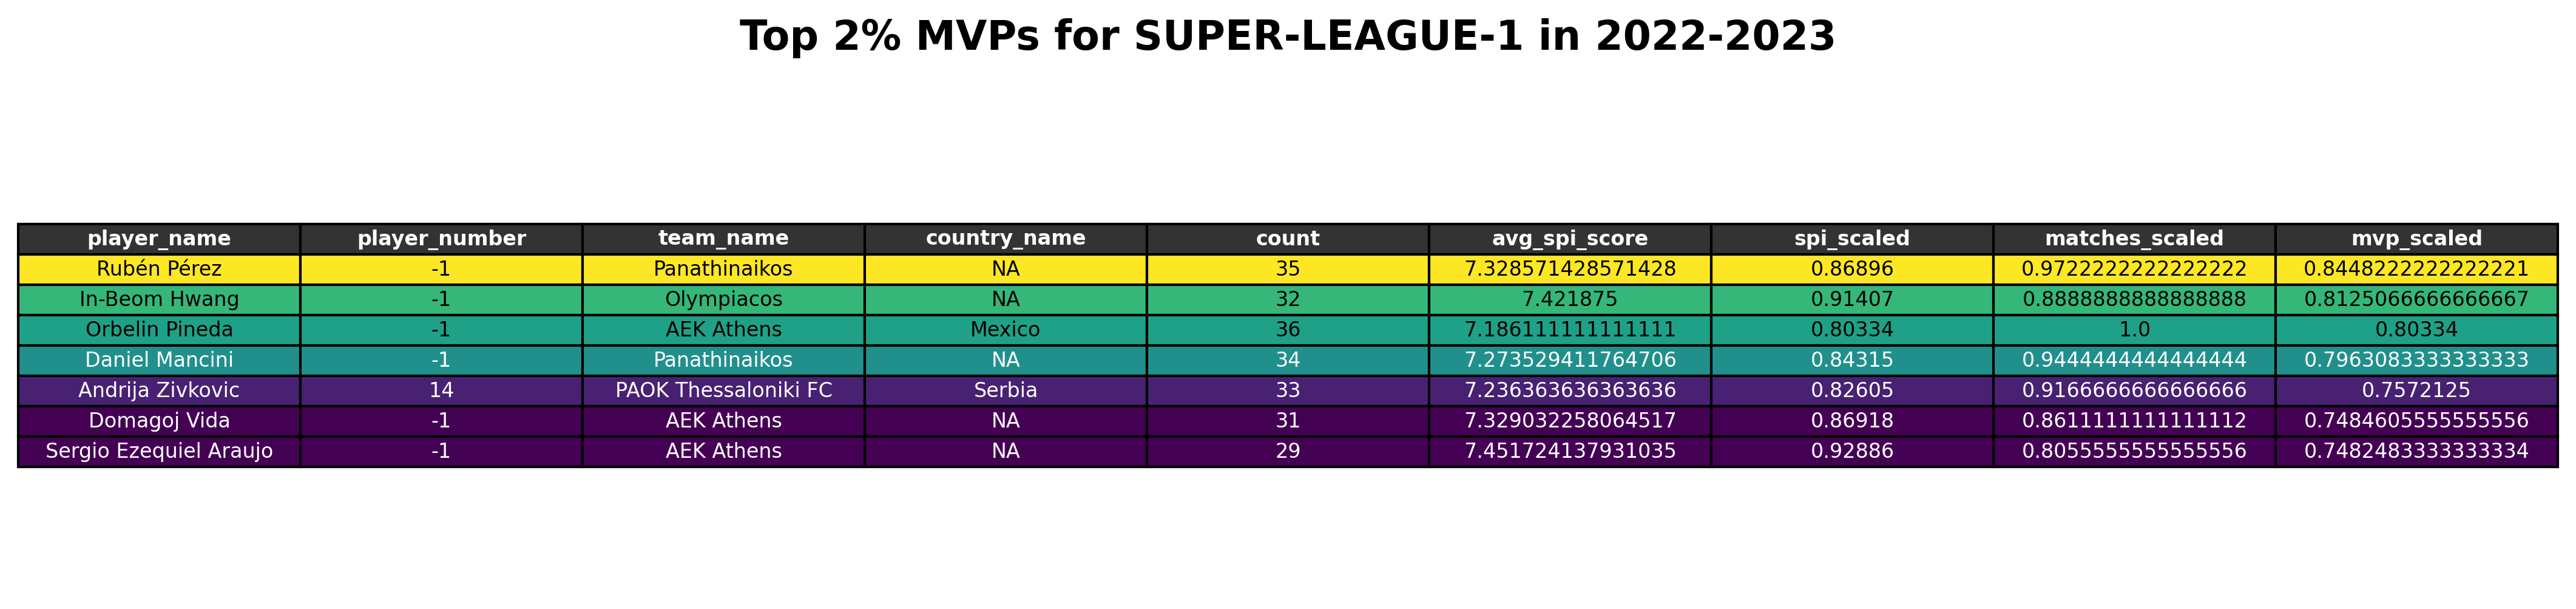 Top 2% MVPs for SUPER-LEAGUE-1 in 2022-2023
player_name player_number team_name country_name count avg_spi_score spi_scaled matches_scaled mvp_scaled
Rubén Pérez -1 Panathinaikos NA 35 7.328571428571428 0.86896 0.9722222222222222 0.8448222222222221
In-Beom Hwang -1 Olympiacos NA 32 7.421875 0.91407 0.8888888888888888 0.8125066666666667
Orbelin Pineda -1 AEK Athens Mexico 36 7.186111111111111 0.80334 1.0 0.80334
Daniel Mancini -1 Panathinaikos NA 34 7.273529411764706 0.84315 0.9444444444444444 0.7963083333333333
Andrija Zivkovic 14 PAOK Thessaloniki FC Serbia 33 7.236363636363636 0.82605 0.9166666666666666 0.7572125
Domagoj Vida -1 AEK Athens NA 31 7.329032258064517 0.86918 0.8611111111111112 0.7484605555555556
Sergio Ezequiel Araujo -1 AEK Athens NA 29 7.451724137931035 0.92886 0.8055555555555556 0.7482483333333334